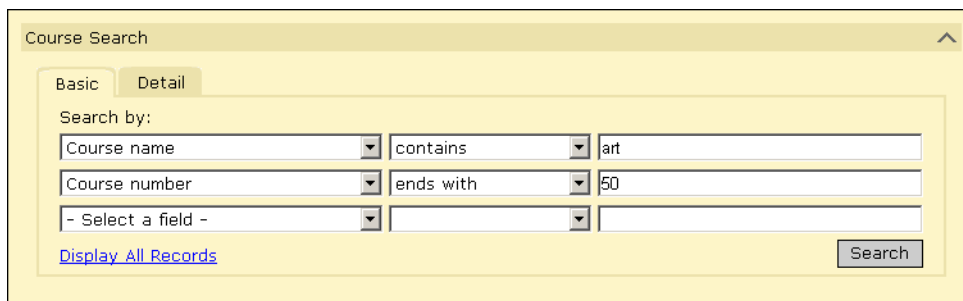 Course Search
Basic Detail
Search by:
Course name contains art
Course number ends with 50
- Select a field -
Display All Records Search